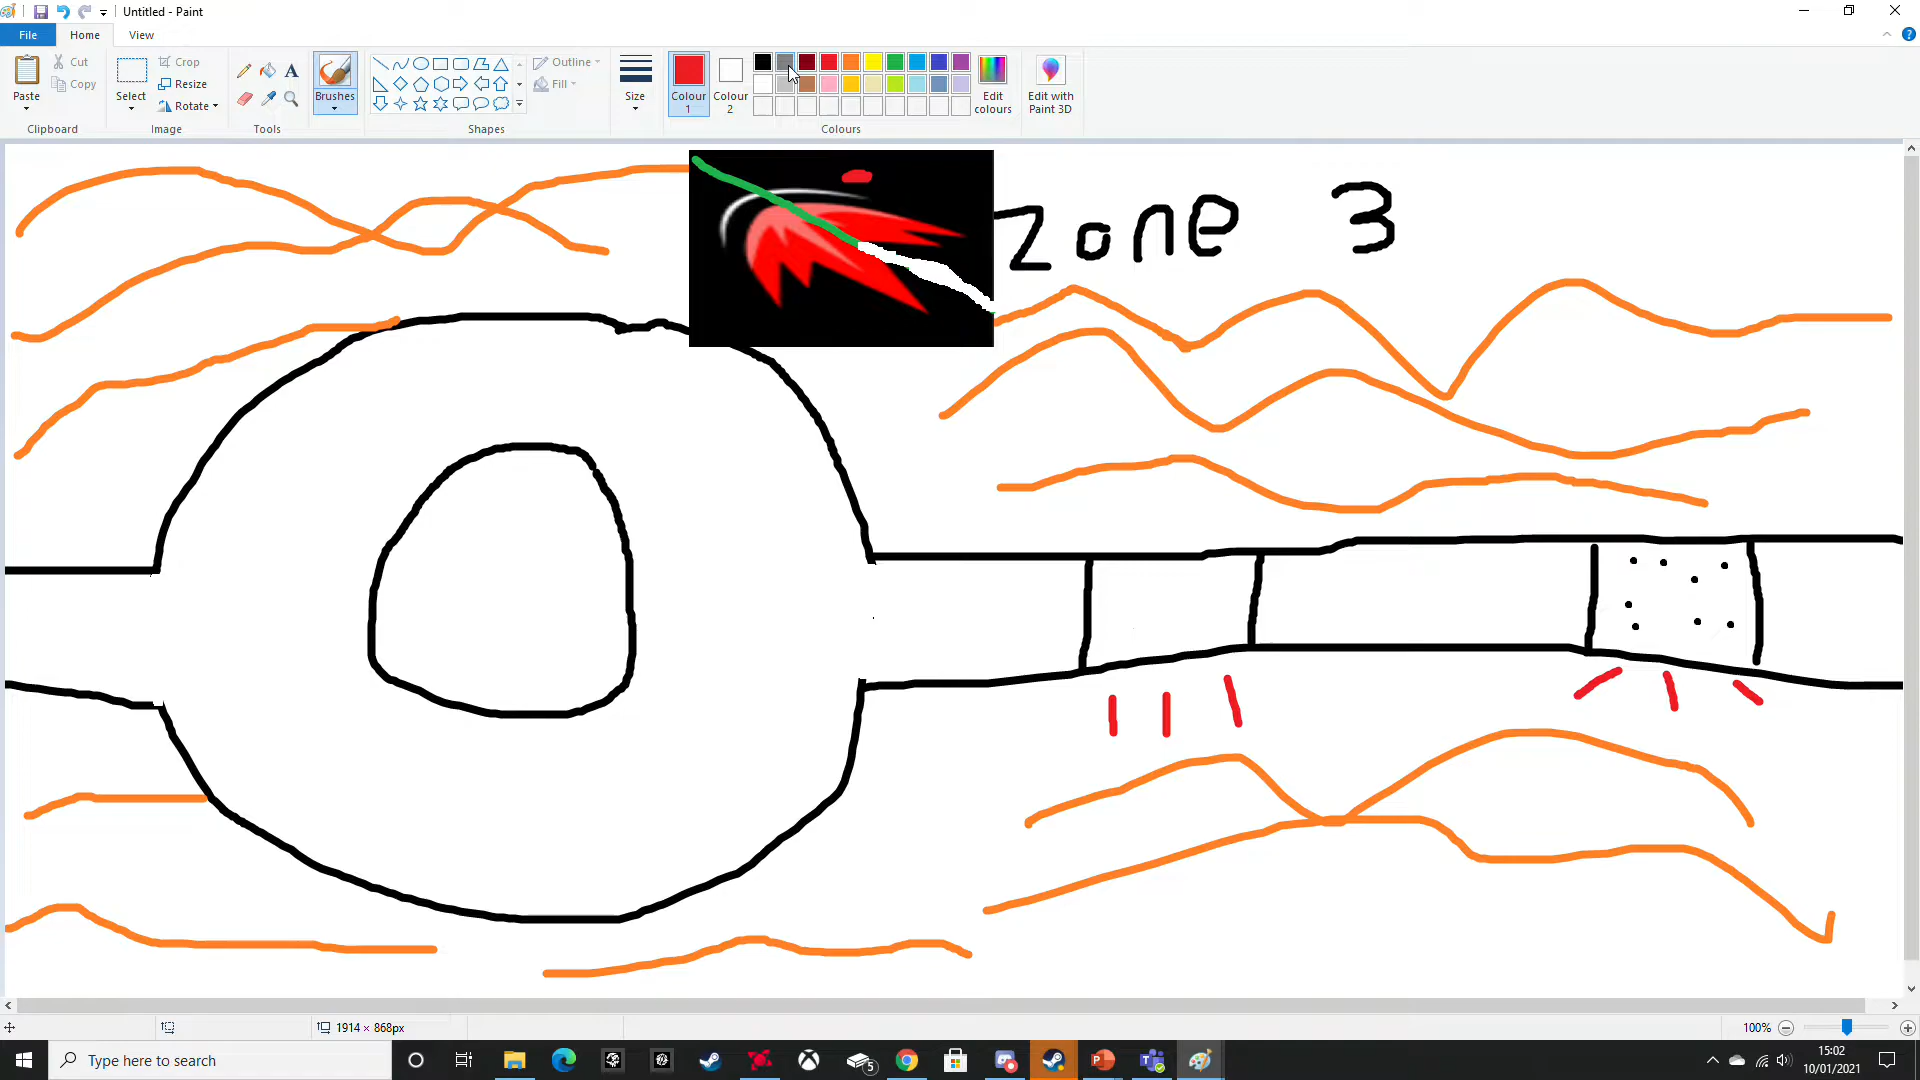 Untitled - Paint
File
Home
View
Paste
Cut
Copy
Clipboard
Select
Crop
Resize
Rotate
Image
Tools
Brushes
Shapes
Outline
Fill
Size
Colour 1
Colour 2
Colours
Edit colours
Edit with Paint 3D
Zone 3
1914 × 868px
100%
Type here to search
5
15:02
10/01/2021